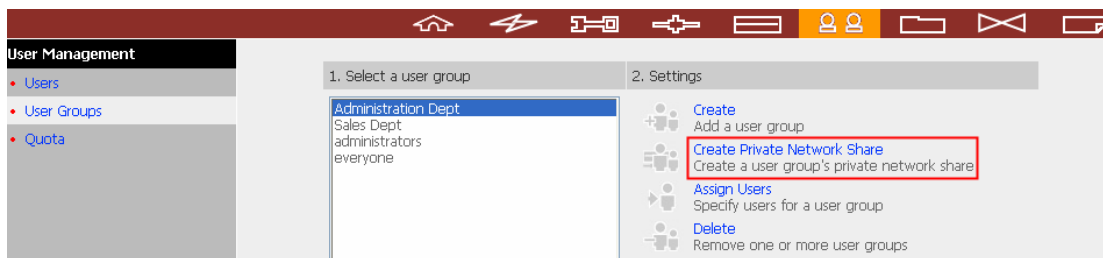 User Management
Users
User Groups
Quota
1. Select a user group
Administration Dept
Sales Dept
administrators
everyone
2. Settings
Create
Add a user group
Create Private Network Share
Create a user group's private network share
Assign Users
Specify users for a user group
Delete
Remove one or more user groups